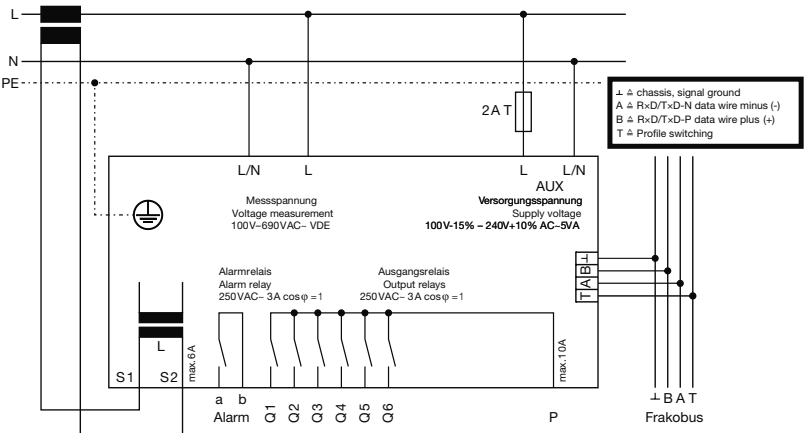 L
N
PE
2A T
⊥ ≙ chassis, signal ground
A ≙ R×D/T×D-N data wire minus (-)
B ≙ R×D/T×D-P data wire plus (+)
T ≙ Profile switching
L/N
L
L
L/N
AUX
Messspannung
Voltage measurement
100V~690VAC~ VDE
Versorgungsspannung
Supply voltage
100V-15% – 240V+10% AC~5VA
⊥
B
A
T
Alarmrelais
Alarm relay
250VAC~ 3A cosφ =1
Ausgangsrelais
Output relays
250VAC~ 3A cosφ =1
L
S1
S2
max.6A
max.10A
a
b
Alarm
Q1
Q2
Q3
Q4
Q5
Q6
P
⊥ B A T
Frakobus